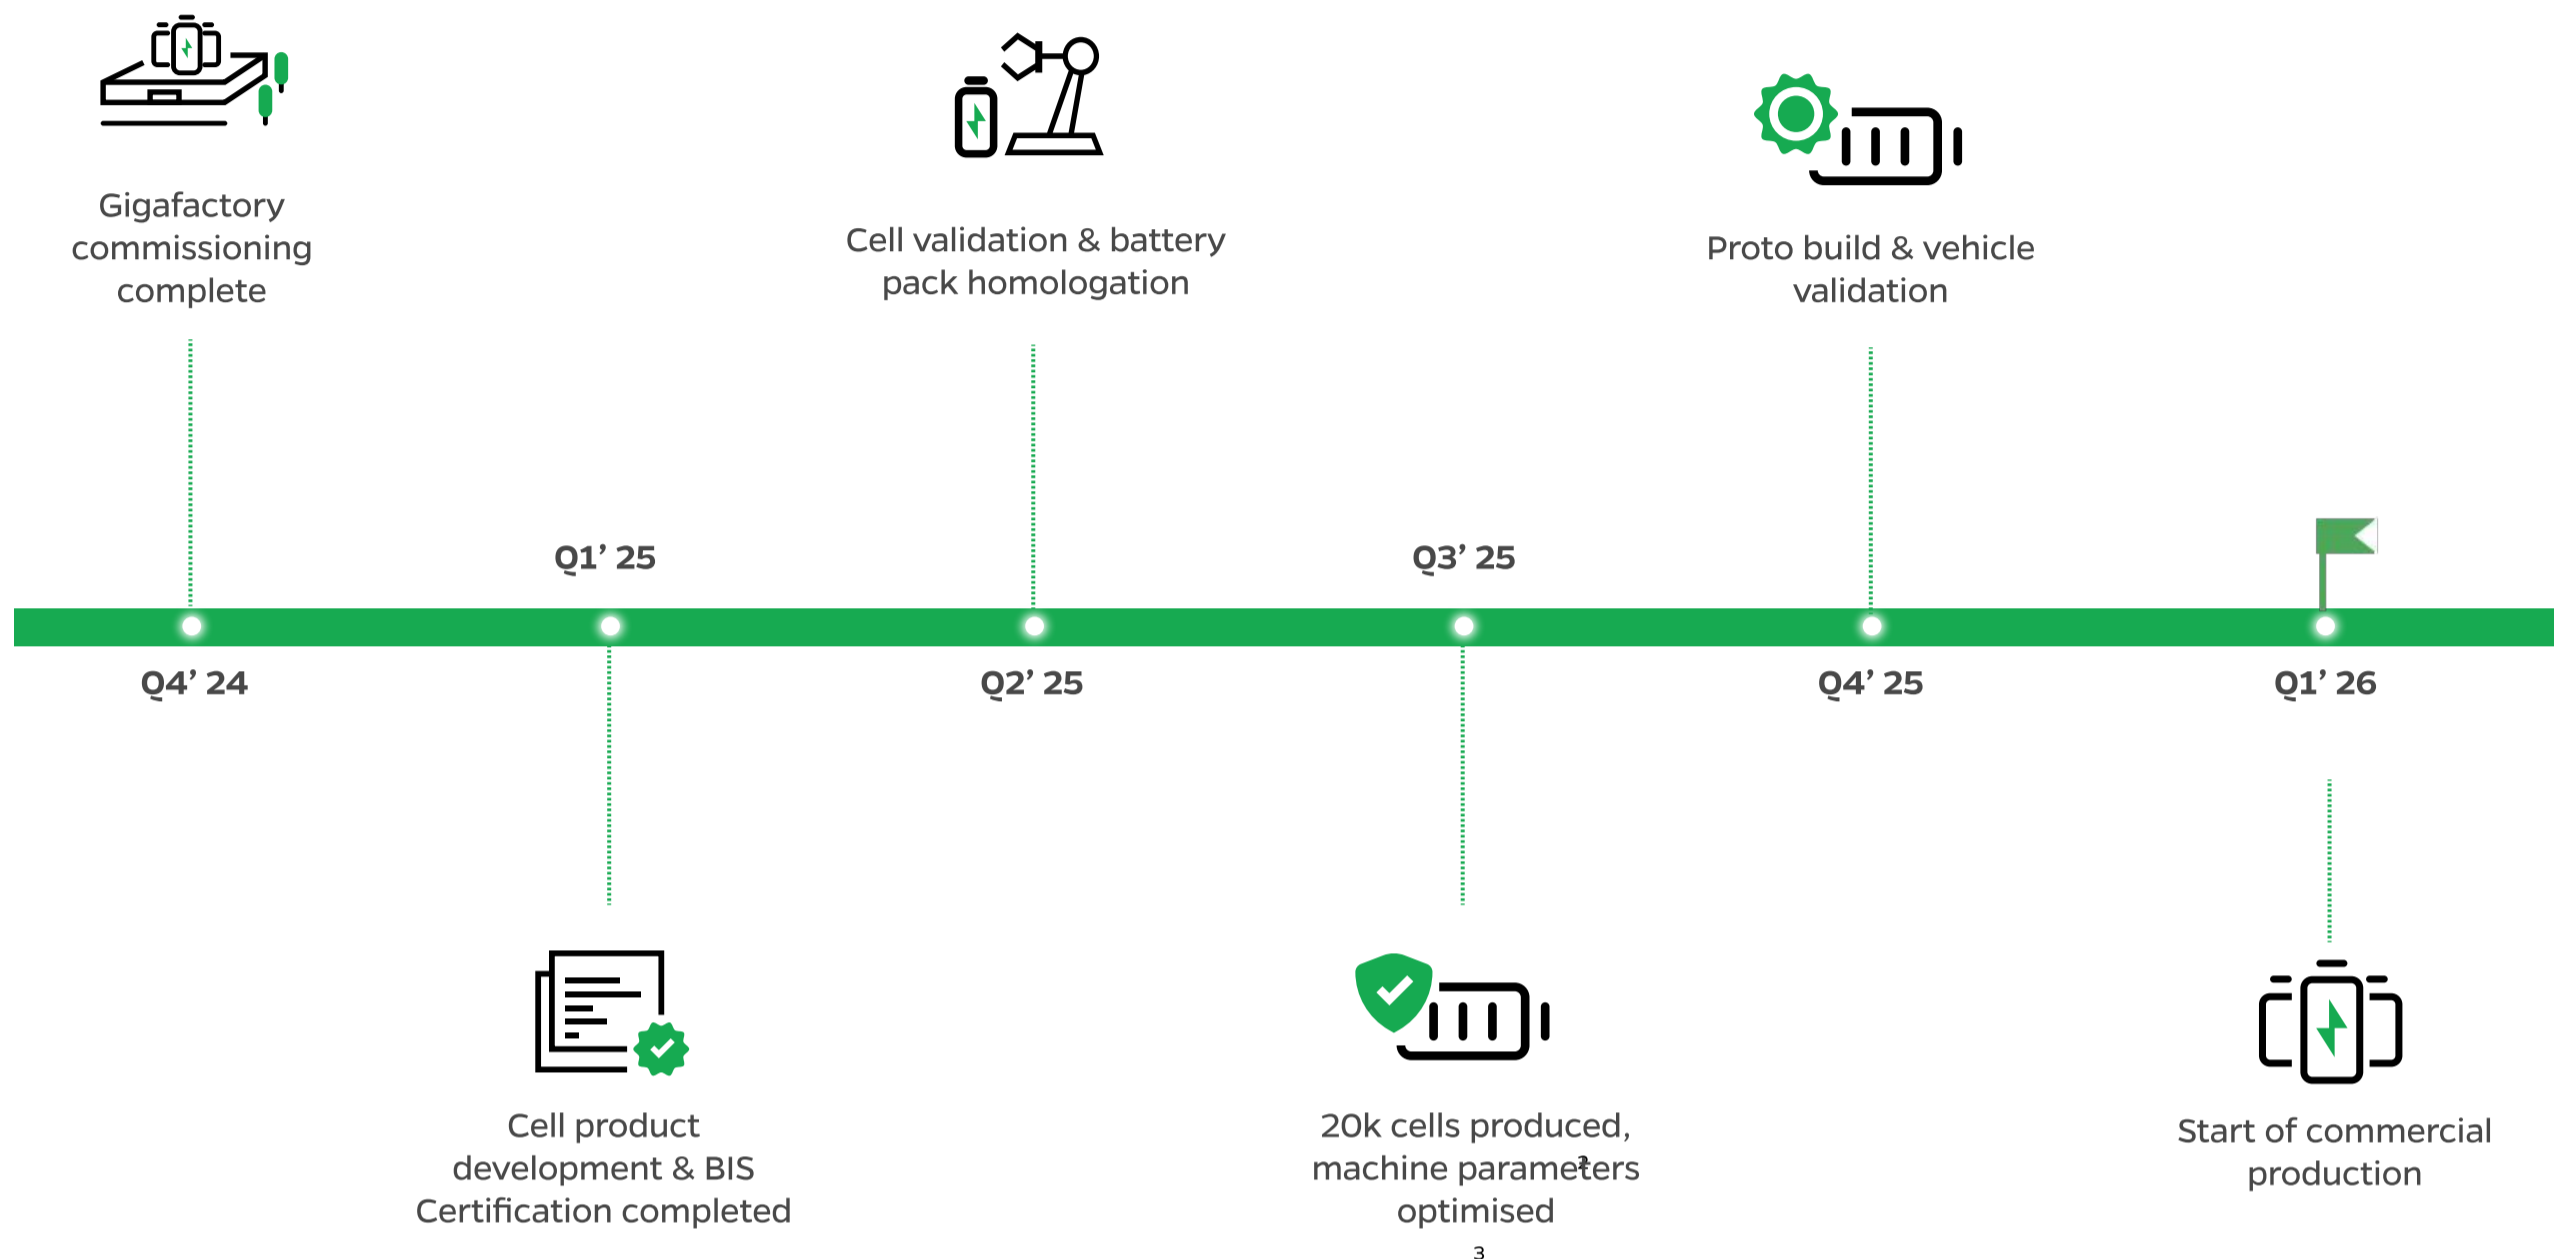 Gigafactory
commissioning
complete
Cell validation & battery
pack homologation
Proto build & vehicle
validation
Q1’ 25
Q3’ 25
Q4’ 24
Q2’ 25
Q4’ 25
Q1’ 26
Cell product
development & BIS
Certification completed
20k cells produced,
machine parameters
optimised
2
Start of commercial
production
3